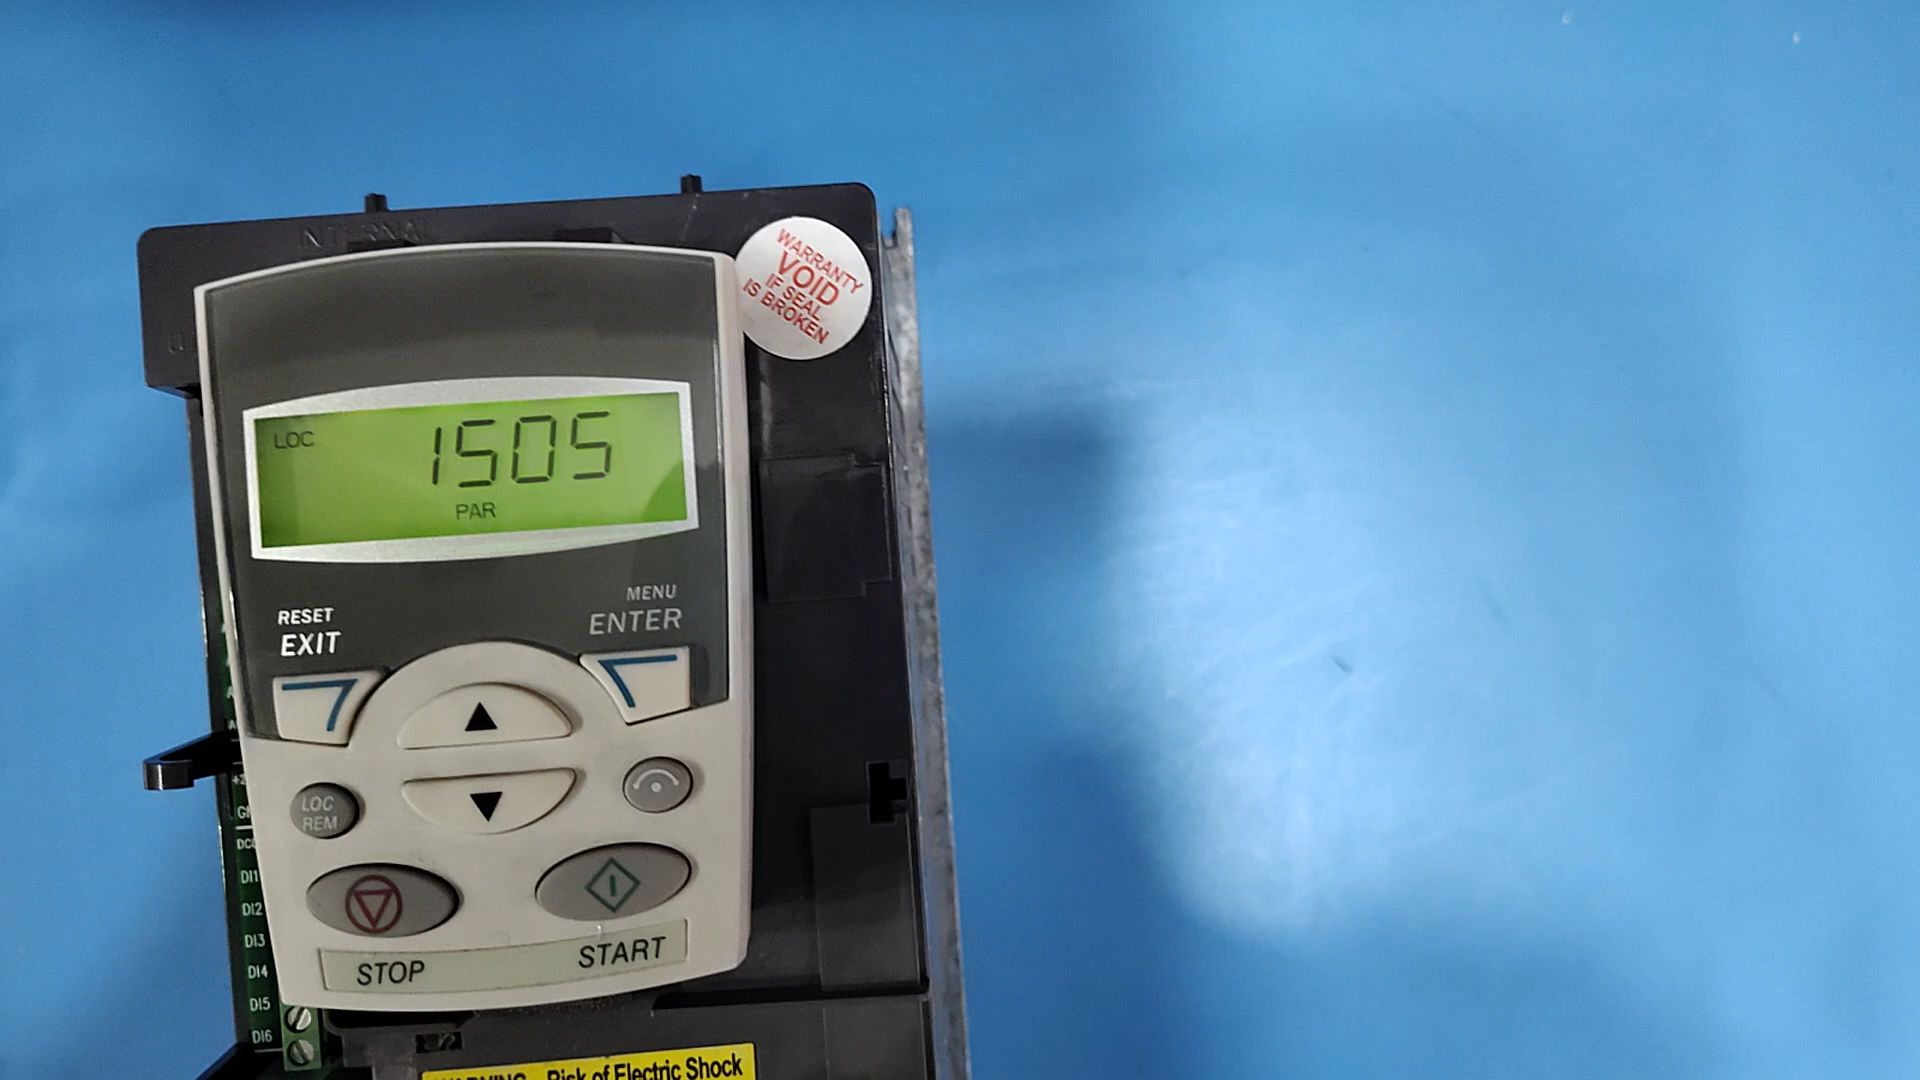 INTERNAL
WARRANTY
VOID
IF SEAL
IS BROKEN
LOC
1505
PAR
RESET
EXIT
MENU
ENTER
LOC
REM
DI1
DI2
DI3
DI4
DI5
DI6
STOP
START
WARNING Risk of Electric Shock